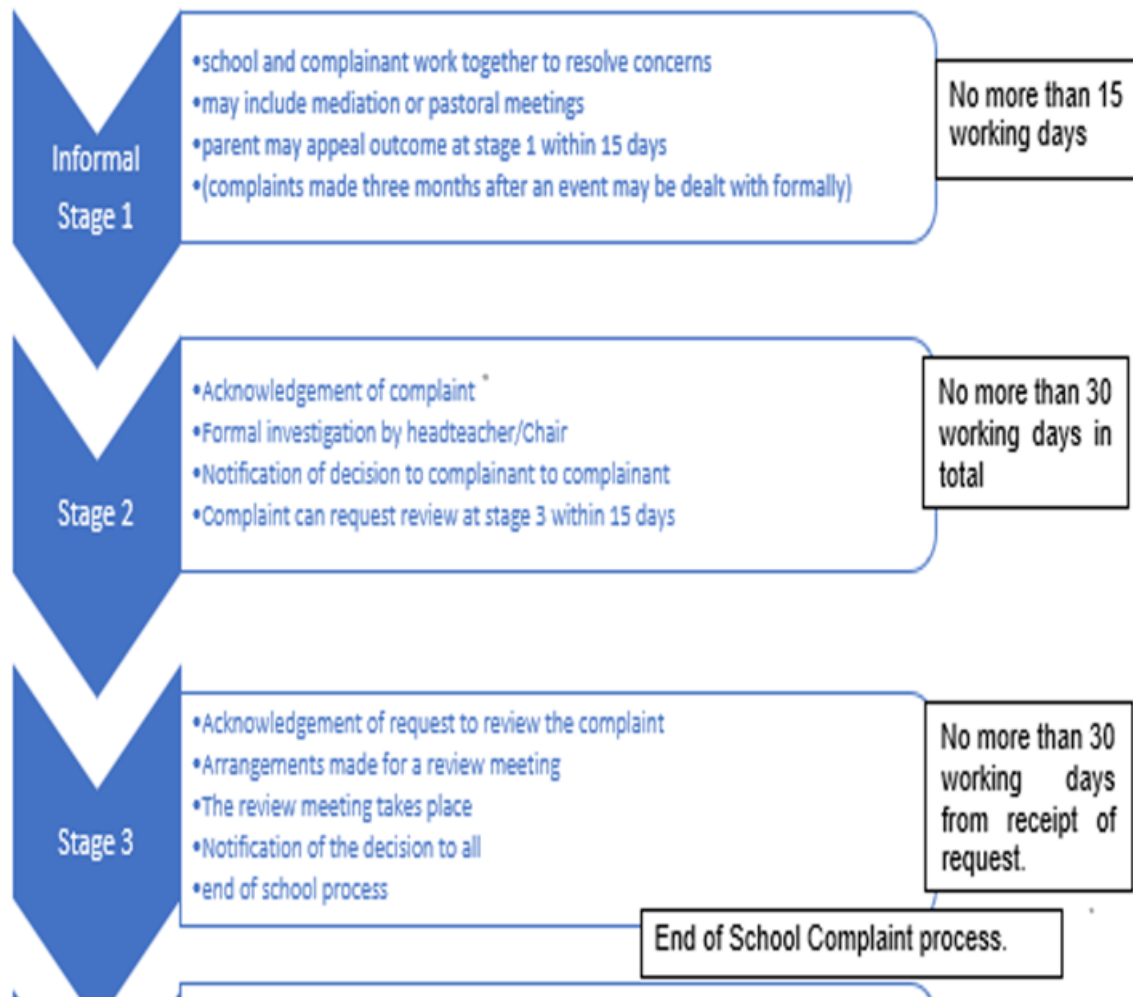 Informal
Stage 1
•school and complainant work together to resolve concerns
•may include mediation or pastoral meetings
•parent may appeal outcome at stage 1 within 15 days
•(complaints made three months after an event may be dealt with formally)
No more than 15
working days
Stage 2
•Acknowledgement of complaint
•Formal investigation by headteacher/Chair
•Notification of decision to complainant to complainant
•Complaint can request review at stage 3 within 15 days
No more than 30
working days in
total
Stage 3
•Acknowledgement of request to review the complaint
•Arrangements made for a review meeting
•The review meeting takes place
•Notification of the decision to all
•end of school process
No more than 30
working days
from receipt of
request.
End of School Complaint process.